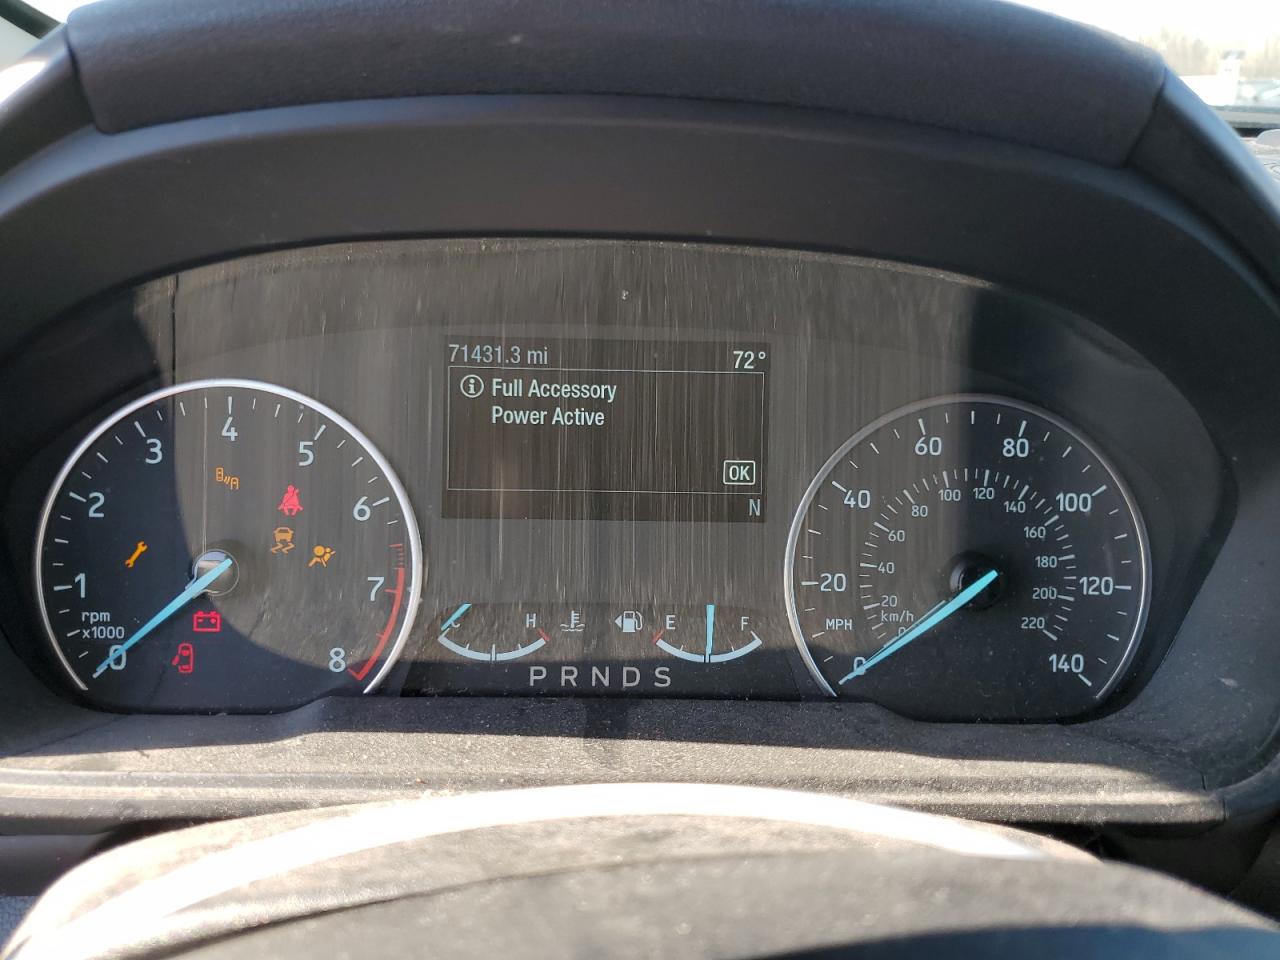 71431.3 mi 72°
Full Accessory
Power Active
OK
N
0 1 2 3 4 5 6 7 8
rpm
x1000
H
E F
PRNDS
0 20 40 60 80 100 120 140
MPH
0 20 40 60 80 100 120 140 160 180 200 220
km/h